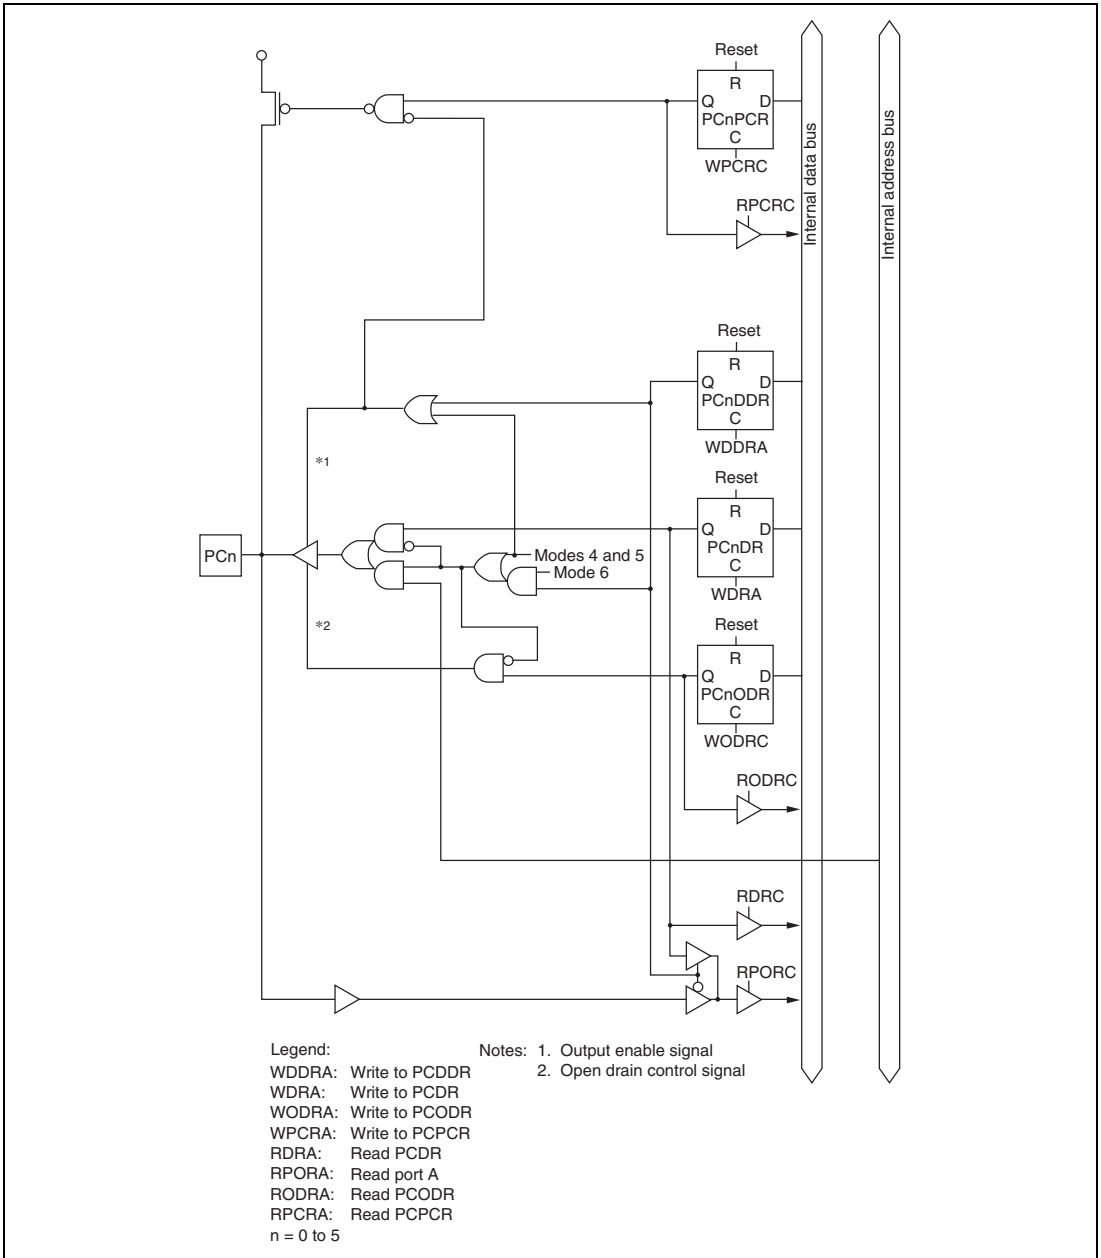 Reset
R
Q D
PCnPCR
C
WPCRC
RPCRC
Internal data bus
Internal address bus
Reset
R
Q D
PCnDDR
C
WDDRA
*1
Reset
R
Q D
PCnDR
C
WDRA
PCn
Modes 4 and 5
Mode 6
*2
Reset
R
Q D
PCnODR
C
WODRC
RODRC
RDRC
RPORC
Legend:
WDDRA: Write to PCDDR
WDRA: Write to PCDR
WODRA: Write to PCODR
WPCRA: Write to PCPCR
RDRA: Read PCDR
RPORA: Read port A
RODRA: Read PCODR
RPCRA: Read PCPCR
n = 0 to 5
Notes: 1. Output enable signal
2. Open drain control signal